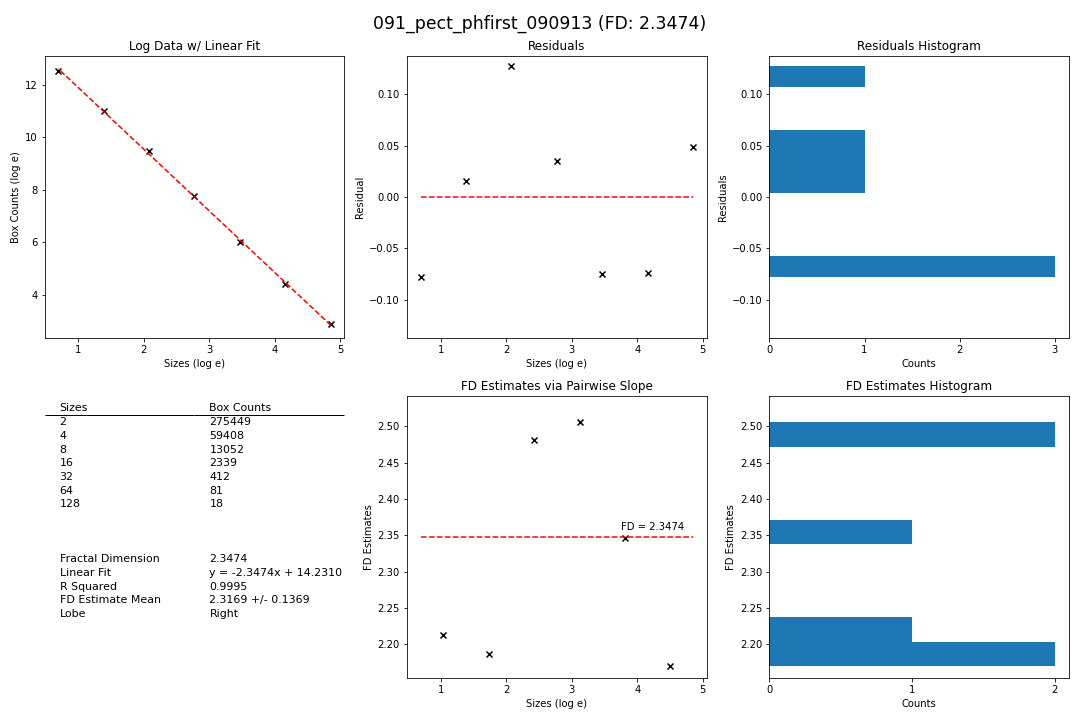 091_pect_phfirst_090913 (FD: 2.3474)
Log Data w/ Linear Fit
Box Counts (log e)
12
10
8
6
4
1 2 3 4 5
Sizes (log e)
Residuals
Residual
0.10
0.05
0.00
−0.05
−0.10
1 2 3 4 5
Sizes (log e)
Residuals Histogram
Residuals
0.10
0.05
0.00
−0.05
−0.10
0 1 2 3
Counts
Sizes Box Counts
2 275449
4 59408
8 13052
16 2339
32 412
64 81
128 18
Fractal Dimension 2.3474
Linear Fit y = -2.3474x + 14.2310
R Squared 0.9995
FD Estimate Mean 2.3169 +/- 0.1369
Lobe Right
FD Estimates via Pairwise Slope
FD Estimates
2.50
2.45
2.40
2.35
2.30
2.25
2.20
FD = 2.3474
1 2 3 4 5
Sizes (log e)
FD Estimates Histogram
FD Estimates
2.50
2.45
2.40
2.35
2.30
2.25
2.20
0 1 2
Counts